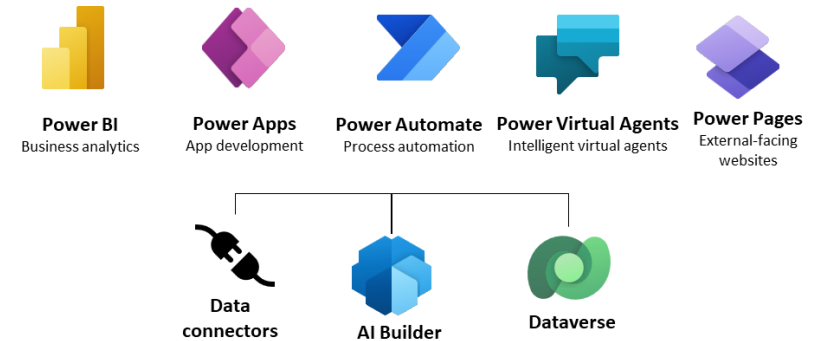 Power BI
Business analytics
Power Apps
App development
Power Automate
Process automation
Power Virtual Agents
Intelligent virtual agents
Power Pages
External-facing
websites
Data
connectors
AI Builder
Dataverse